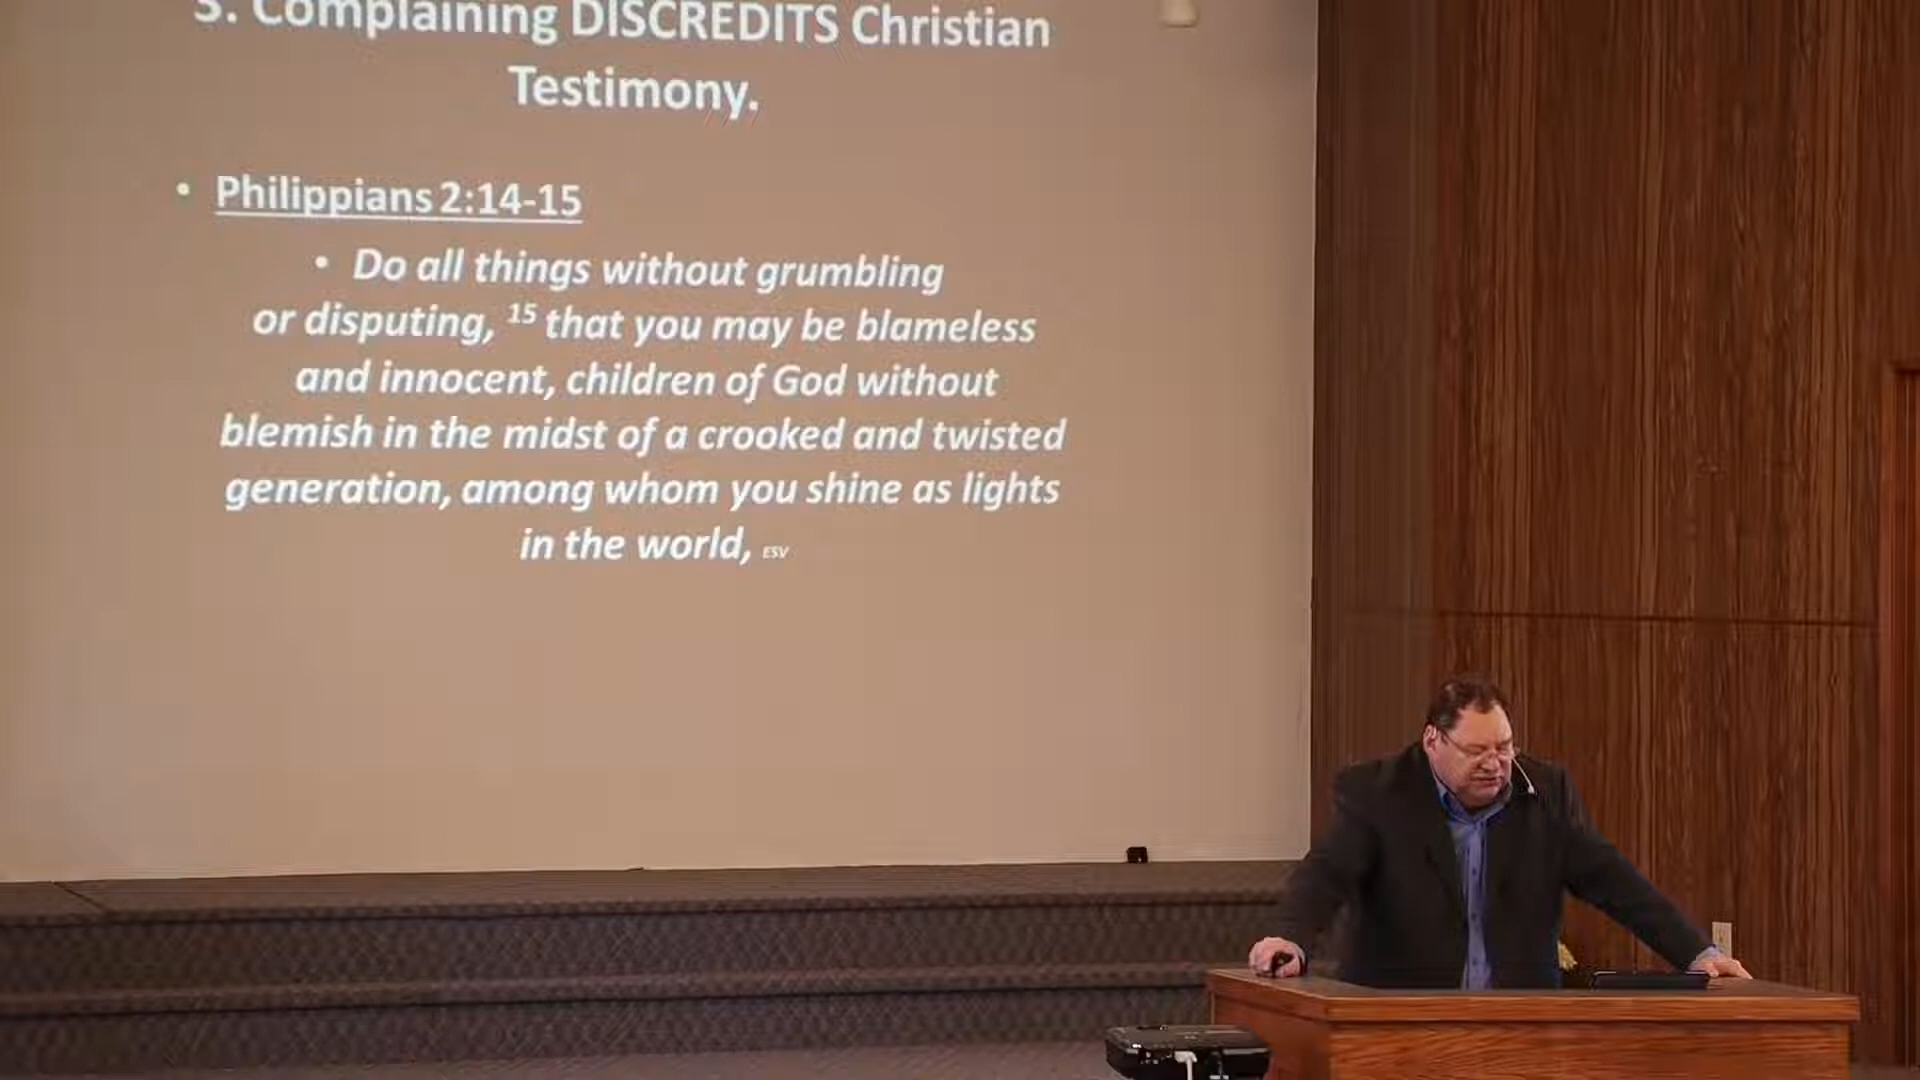 3. Complaining DISCREDITS Christian
Testimony.
• Philippians 2:14-15
• Do all things without grumbling
or disputing, 15 that you may be blameless
and innocent, children of God without
blemish in the midst of a crooked and twisted
generation, among whom you shine as lights
in the world, ESV